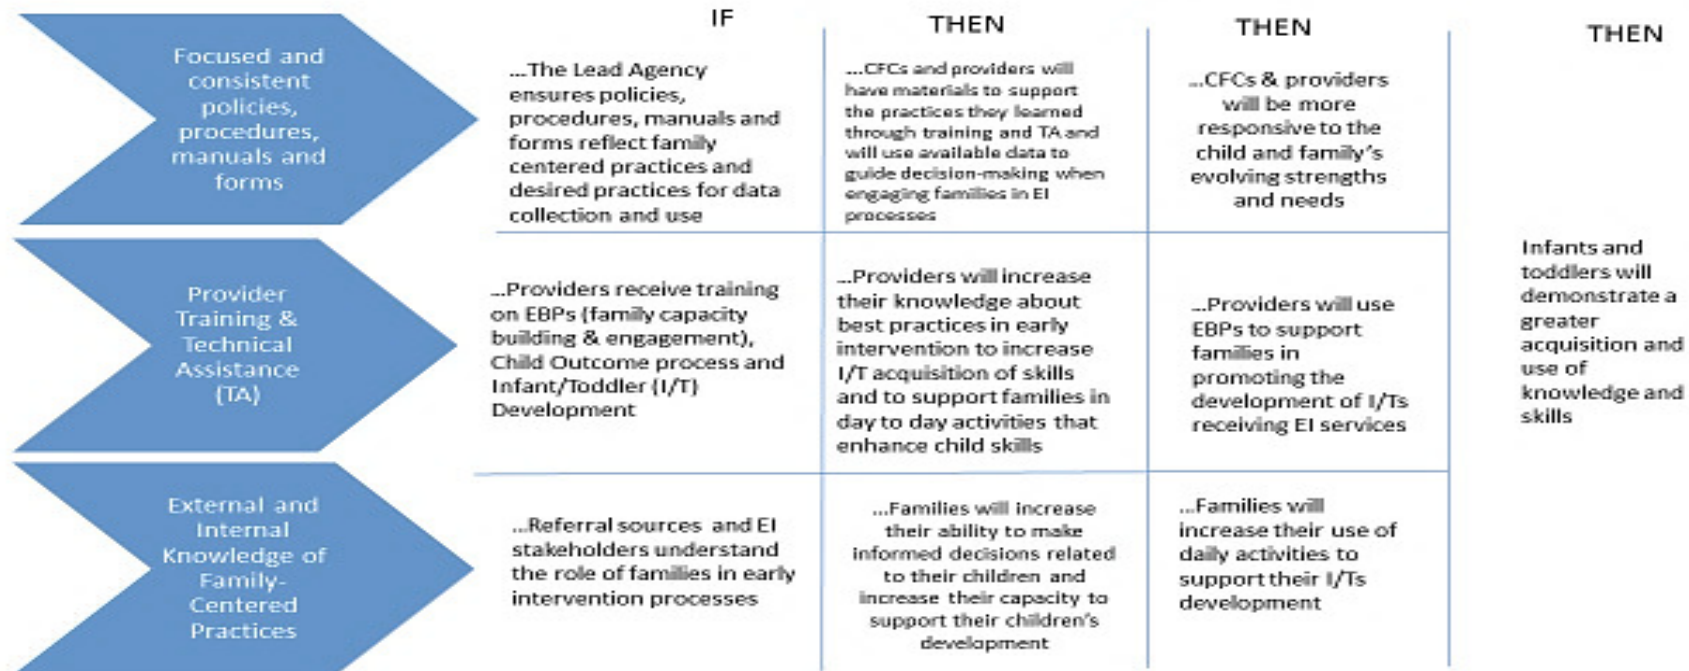 IF
THEN
THEN
THEN
Focused and
consistent
policies,
procedures,
manuals and
forms
...The Lead Agency
ensures policies,
procedures, manuals and
forms reflect family
centered practices and
desired practices for data
collection and use
...CFCs and providers will
have materials to support
the practices they learned
through training and TA and
will use available data to
guide decision-making when
engaging families in EI
processes
...CFCs & providers
will be more
responsive to the
child and family's
evolving strengths
and needs
Provider
Training &
Technical
Assistance
(TA)
...Providers receive training
on EBPs (family capacity
building & engagement),
Child Outcome process and
Infant/Toddler (I/T)
Development
...Providers will increase
their knowledge about
best practices in early
intervention to increase
I/T acquisition of skills
and to support families in
day to day activities that
enhance child skills
...Providers will use
EBPs to support
families in
promoting the
development of I/Ts
receiving EI services
External and
Internal
Knowledge of
Family-
Centered
Practices
...Referral sources and EI
stakeholders understand
the role of families in early
intervention processes
...Families will increase
their ability to make
informed decisions related
to their children and
increase their capacity to
support their children's
development
...Families will
increase their use of
daily activities to
support their I/Ts
development
Infants and
toddlers will
demonstrate a
greater
acquisition and
use of
knowledge and
skills